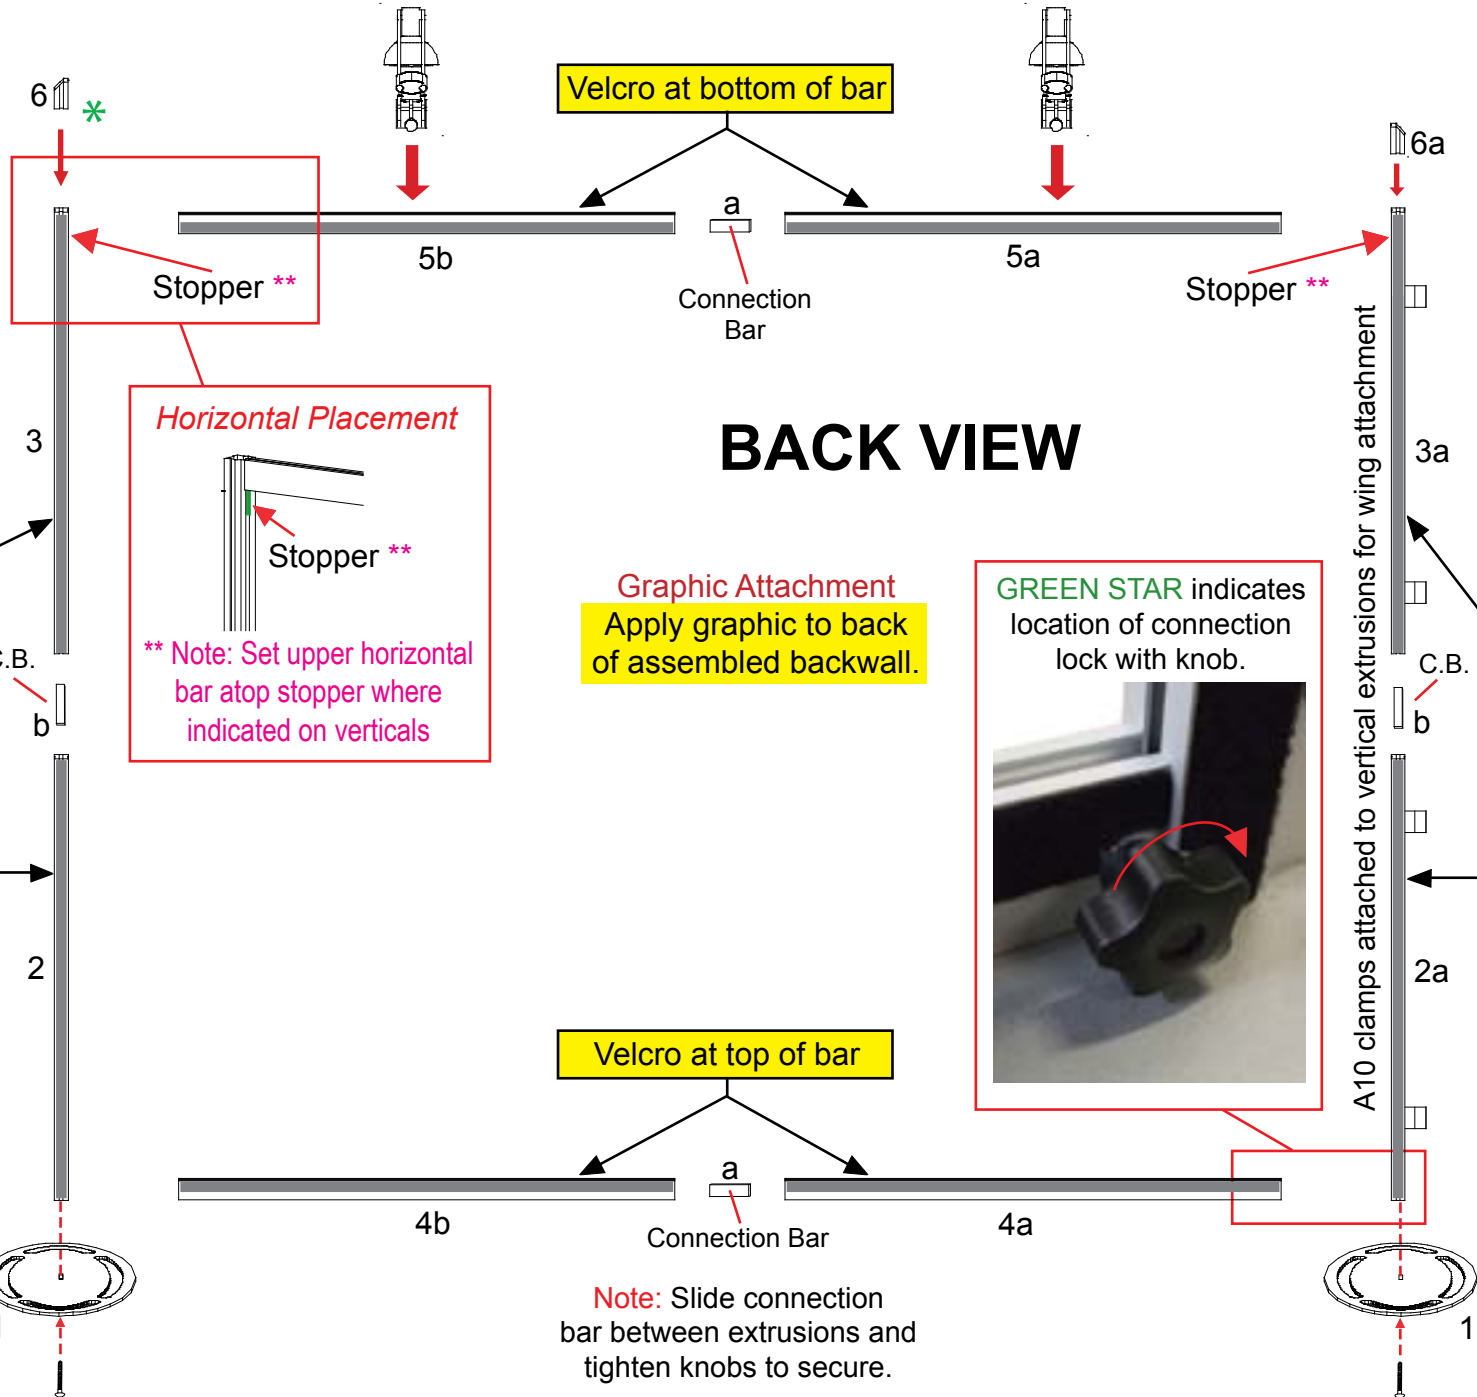 Velcro at bottom of bar
6
*
6a
a
5b
5a
Connection
Bar
Stopper **
Stopper **
Horizontal Placement
Stopper **
** Note: Set upper horizontal
bar atop stopper where
indicated on verticals
BACK VIEW
3
3a
Graphic Attachment
Apply graphic to back
of assembled backwall.
GREEN STAR indicates
location of connection
lock with knob.
A10 clamps attached to vertical extrusions for wing attachment
C.B.
b
C.B.
b
2
2a
Velcro at top of bar
a
4b
4a
Connection Bar
Note: Slide connection
bar between extrusions and
tighten knobs to secure.
1